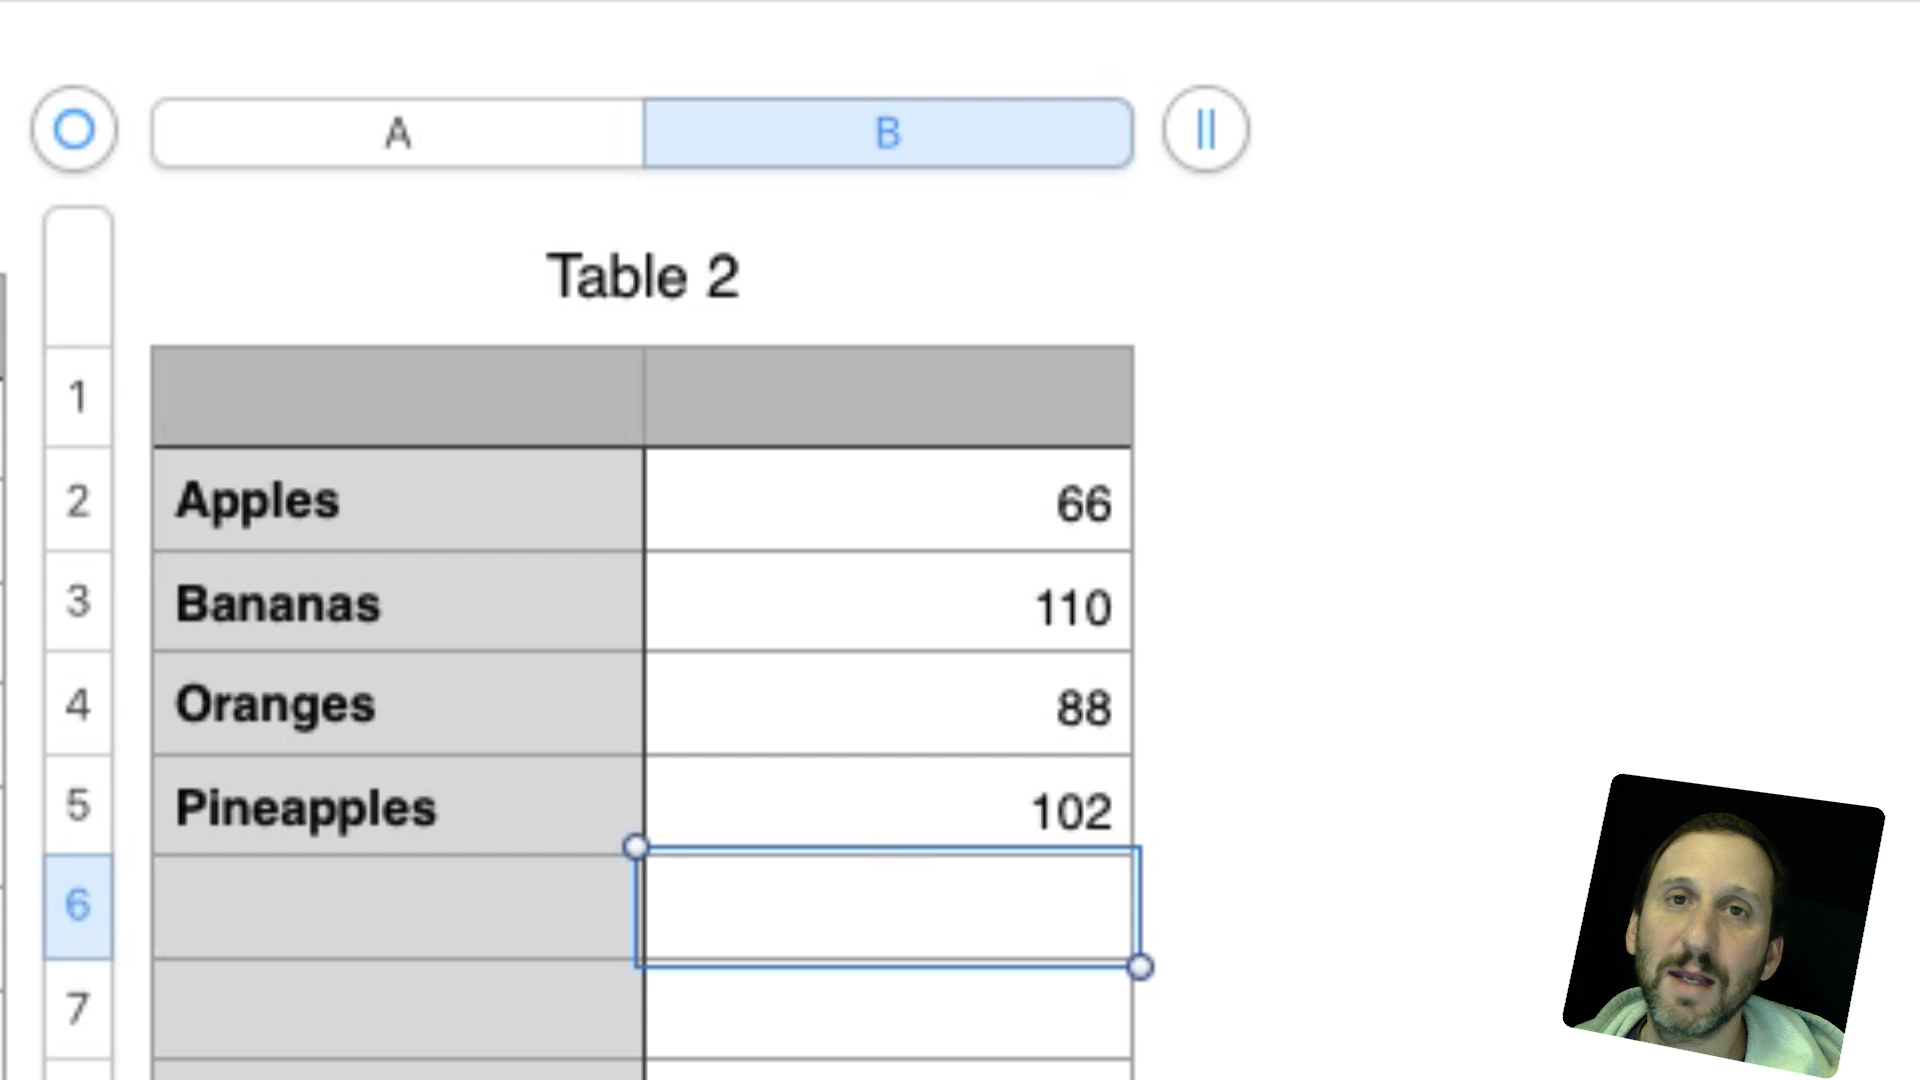 A B
Table 2
1
2 Apples 66
3 Bananas 110
4 Oranges 88
5 Pineapples 102
6
7